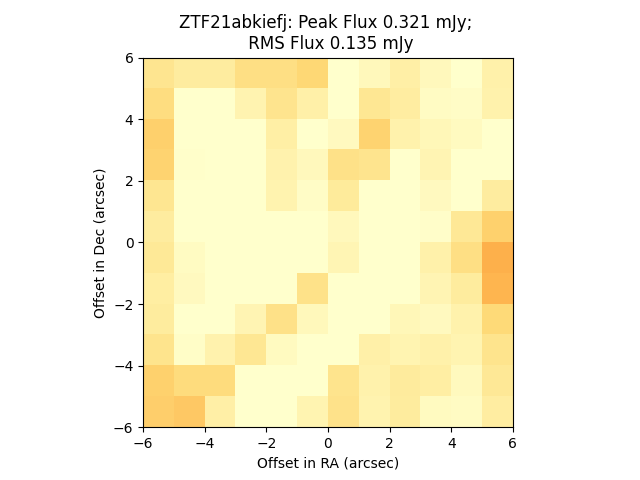 ZTF21abkiefj: Peak Flux 0.321 mJy;
RMS Flux 0.135 mJy
6
4
2
0
−2
−4
−6
Offset in Dec (arcsec)
−6 −4 −2 0 2 4 6
Offset in RA (arcsec)